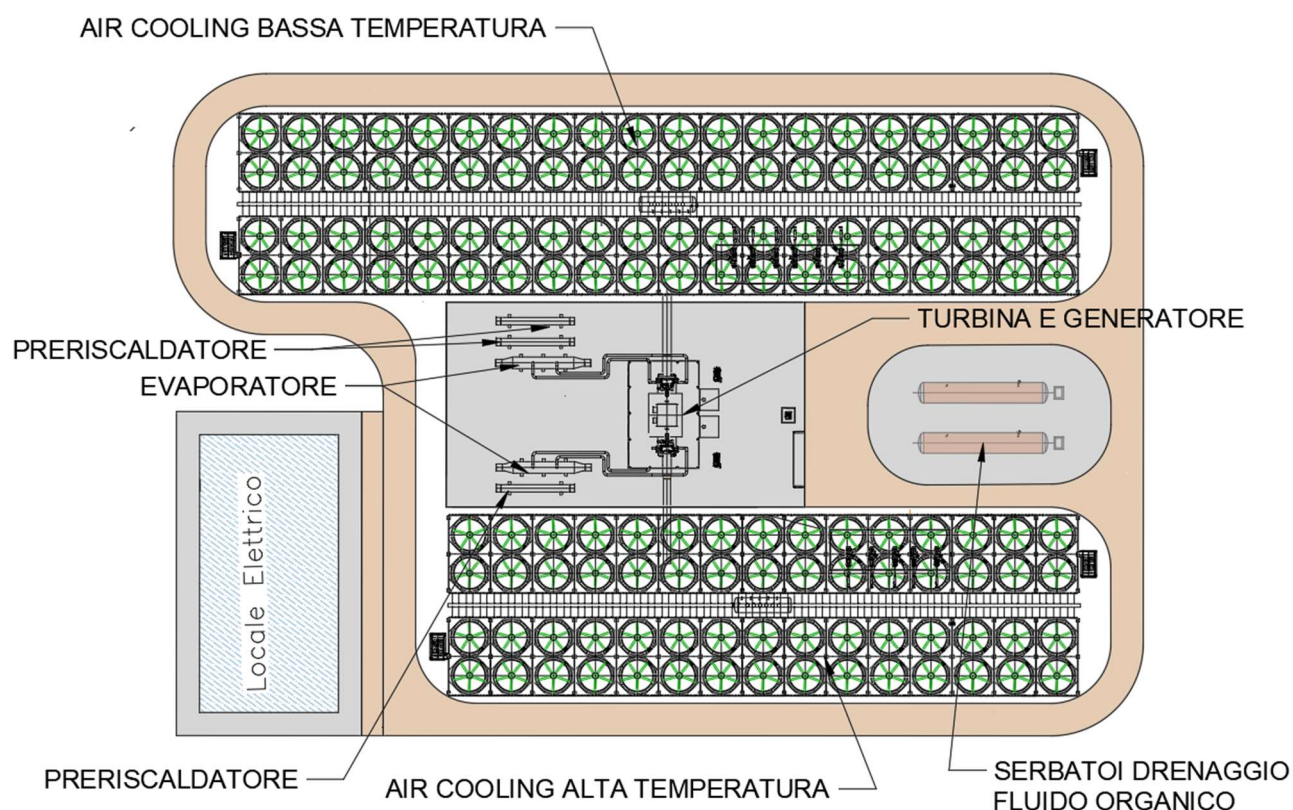 AIR COOLING BASSA TEMPERATURA
TURBINA E GENERATORE
PRERISCALDATORE
EVAPORATORE
Locale Elettrico
PRERISCALDATORE
AIR COOLING ALTA TEMPERATURA
SERBATOI DRENAGGIO
FLUIDO ORGANICO